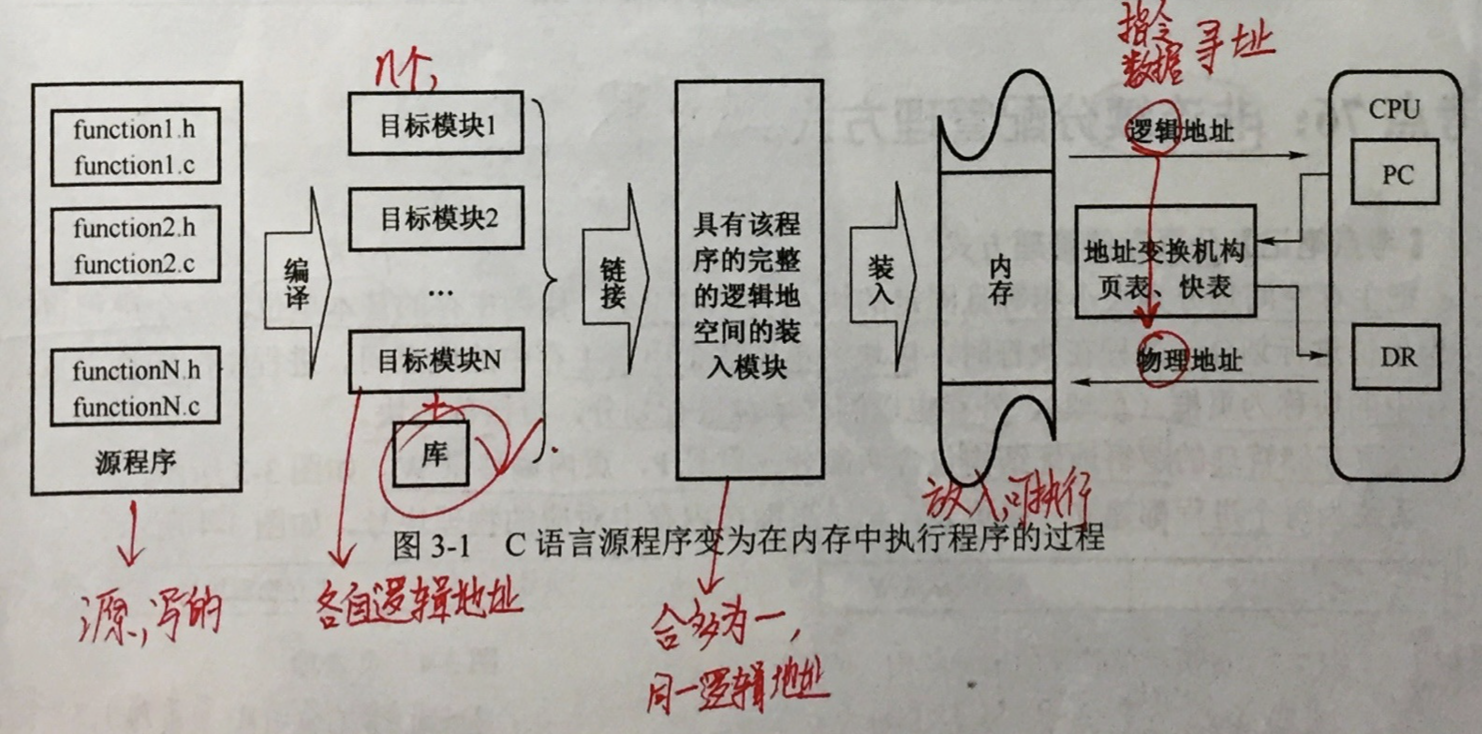 指令
数据 寻址
n个,
function1.h
function1.c
function2.h
function2.c
functionN.h
functionN.c
源程序
编译
目标模块1
目标模块2
...
目标模块N
+
库
链接
具有该程
序的完整
的逻辑地
空间的装
入模块
装入
内存
逻辑地址
地址变换机构
页表、快表
物理地址
CPU
PC
DR
放入,可执行
图 3-1 C 语言源程序变为在内存中执行程序的过程
源,写的
各自逻辑地址
合多为一,
同一逻辑地址